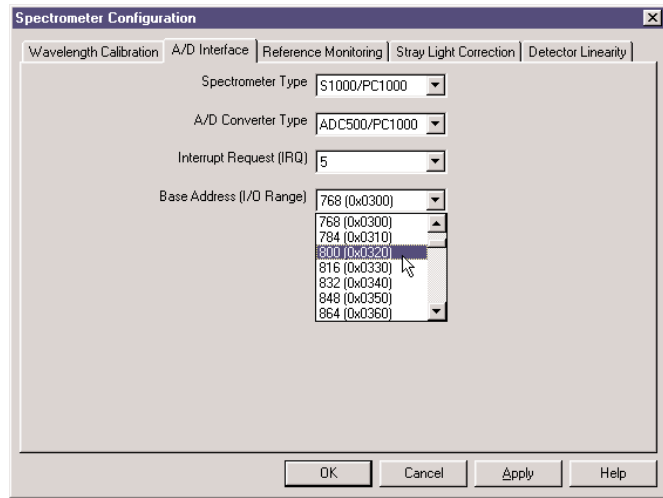 Spectrometer Configuration
Wavelength Calibration A/D Interface Reference Monitoring Stray Light Correction Detector Linearity
Spectrometer Type S1000/PC1000
A/D Converter Type ADC500/PC1000
Interrupt Request (IRQ) 5
Base Address (I/O Range) 768 (0x0300)
768 (0x0300)
784 (0x0310)
800 (0x0320)
816 (0x0330)
832 (0x0340)
848 (0x0350)
864 (0x0360)
OK Cancel Apply Help